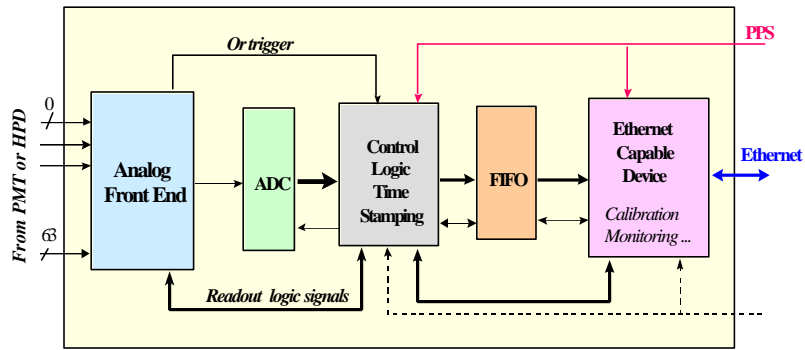 Or trigger
PPS
0
From PMT or HPD
63
Analog
Front End
ADC
Control
Logic
Time
Stamping
FIFO
Ethernet
Capable
Device
Calibration
Monitoring ...
Ethernet
Readout logic signals